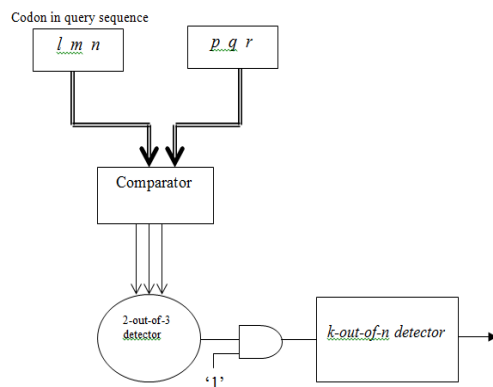 Codon in query sequence
l m n
p q r
Comparator
2-out-of-3
detector
k-out-of-n detector
‘1’